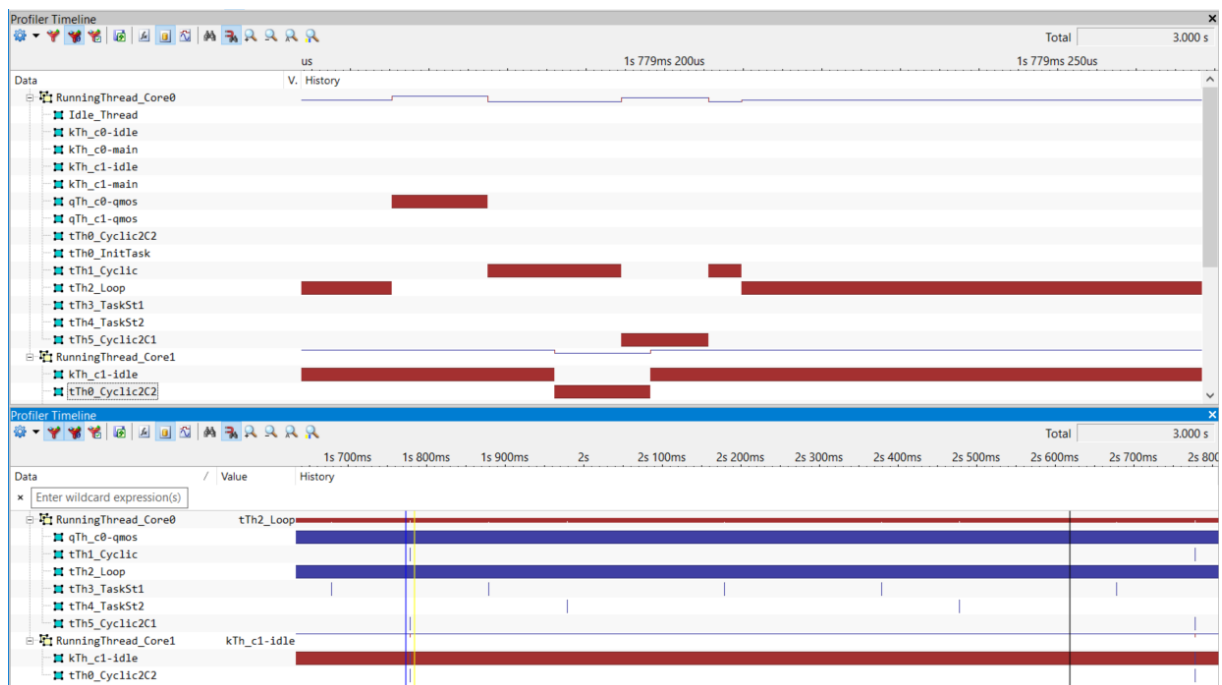 Profiler Timeline
Total 3.000 s
us 1s 779ms 200us 1s 779ms 250us
Data V. History
RunningThread_Core0
Idle_Thread
kTh_c0-idle
kTh_c0-main
kTh_c1-idle
kTh_c1-main
qTh_c0-qmos
qTh_c1-qmos
tTh0_Cyclic2C2
tTh0_InitTask
tTh1_Cyclic
tTh2_Loop
tTh3_TaskSt1
tTh4_TaskSt2
tTh5_Cyclic2C1
RunningThread_Core1
kTh_c1-idle
tTh0_Cyclic2C2
Profiler Timeline
Total 3.000 s
1s 700ms 1s 800ms 1s 900ms 2s 2s 100ms 2s 200ms 2s 300ms 2s 400ms 2s 500ms 2s 600ms 2s 700ms 2s 800
Data / Value History
× Enter wildcard expression(s)
RunningThread_Core0 tTh2_Loop
qTh_c0-qmos
tTh1_Cyclic
tTh2_Loop
tTh3_TaskSt1
tTh4_TaskSt2
tTh5_Cyclic2C1
RunningThread_Core1 kTh_c1-idle
kTh_c1-idle
tTh0_Cyclic2C2